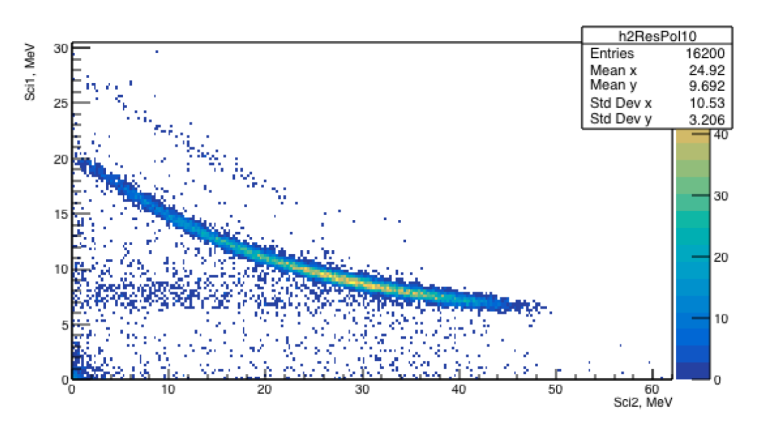 h2ResPol10
Entries 16200
Mean x 24.92
Mean y 9.692
Std Dev x 10.53
Std Dev y 3.206
Sci1, MeV
30
25
20
15
10
5
0
0 10 20 30 40 50 60
Sci2, MeV
40
30
20
10
0